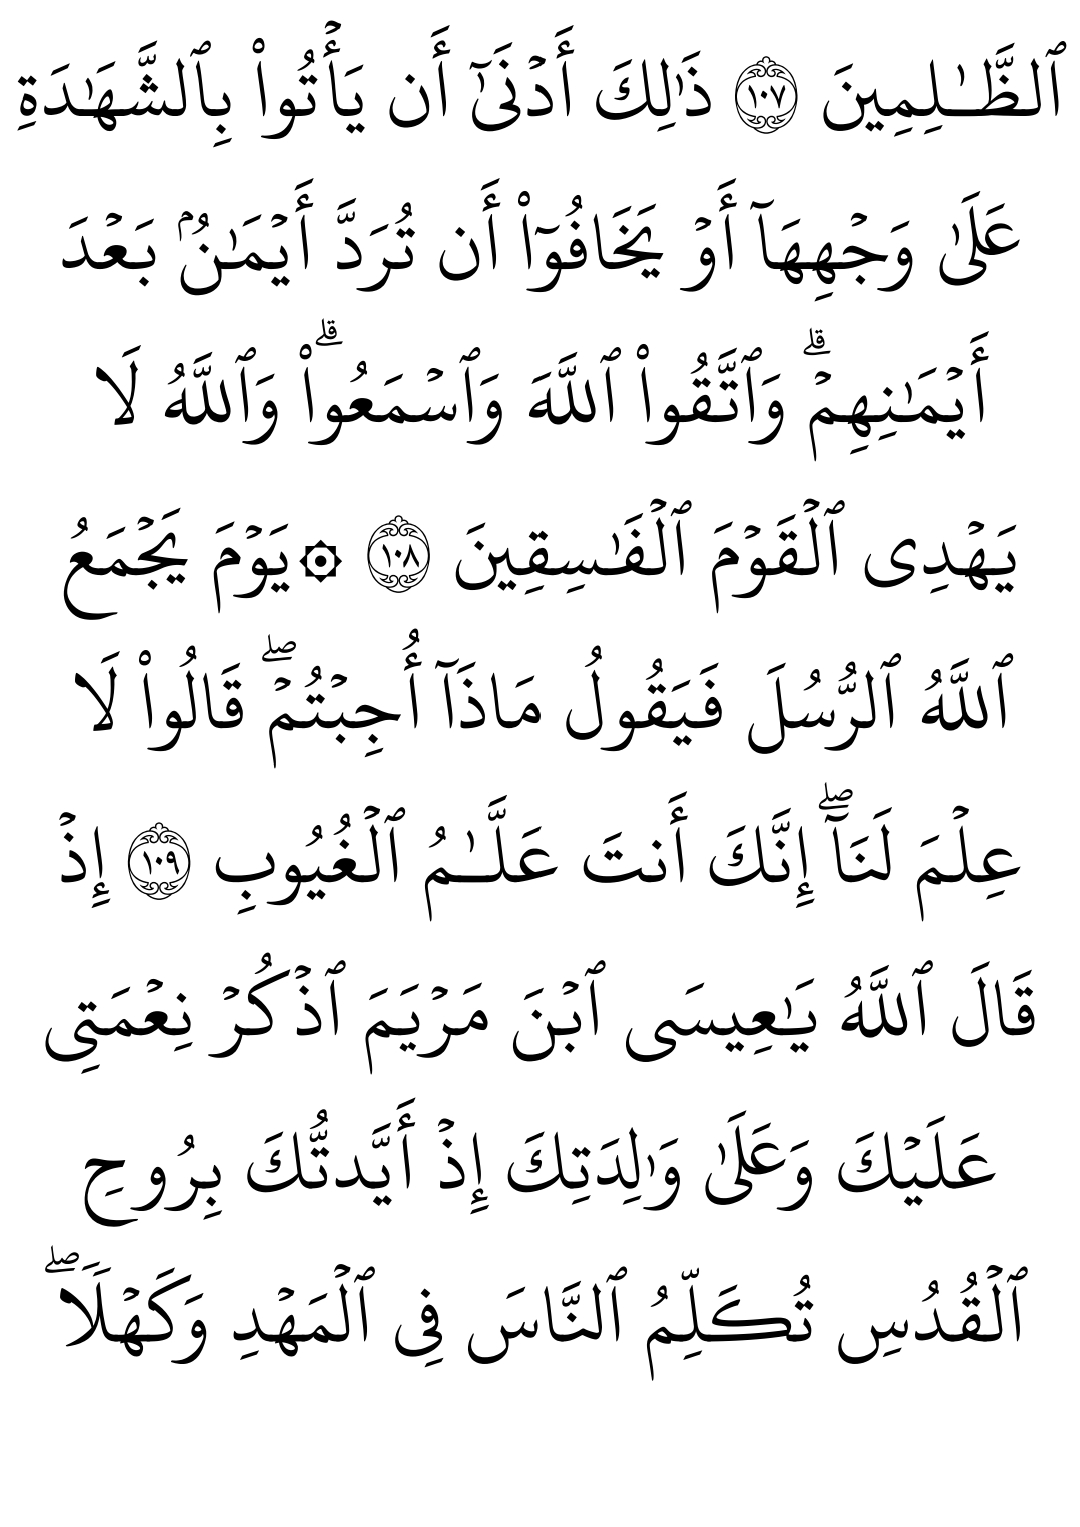 ٱلظَّـٰلِمِينَ ١٠٧ ذَٰلِكَ أَدۡنَىٰٓ أَن يَأۡتُوا۟ بِٱلشَّهَـٰدَةِ
عَلَىٰ وَجۡهِهَآ أَوۡ يَخَافُوٓا۟ أَن تُرَدَّ أَيۡمَـٰنُۢ بَعۡدَ
أَيۡمَـٰنِهِمۡۗ وَٱتَّقُوا۟ ٱللَّهَ وَٱسۡمَعُوا۟ۗ وَٱللَّهُ لَا
يَهۡدِی ٱلۡقَوۡمَ ٱلۡفَـٰسِقِينَ ١٠٨ ۞ يَوۡمَ يَجۡمَعُ
ٱللَّهُ ٱلرُّسُلَ فَيَقُولُ مَاذَآ أُجِبۡتُمۡۖ قَالُوا۟ لَا
عِلۡمَ لَنَآۖ إِنَّكَ أَنتَ عَلَّـٰمُ ٱلۡغُيُوبِ ١٠٩ إِذۡ
قَالَ ٱللَّهُ يَـٰعِيسَى ٱبۡنَ مَرۡيَمَ ٱذۡكُرۡ نِعۡمَتِی
عَلَيۡكَ وَعَلَىٰ وَٰلِدَتِكَ إِذۡ أَيَّدتُّكَ بِرُوحِ
ٱلۡقُدُسِ تُكَلِّمُ ٱلنَّاسَ فِی ٱلۡمَهۡدِ وَكَهۡلࣰاۖ